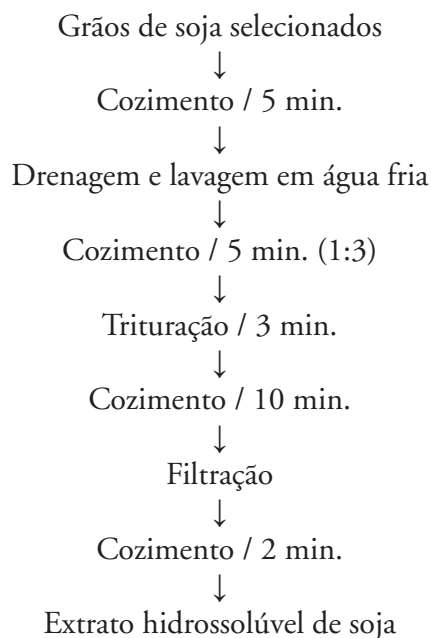 Grãos de soja selecionados
↓
Cozimento / 5 min.
↓
Drenagem e lavagem em água fria
↓
Cozimento / 5 min. (1:3)
↓
Trituração / 3 min.
↓
Cozimento / 10 min.
↓
Filtração
↓
Cozimento / 2 min.
↓
Extrato hidrossolúvel de soja